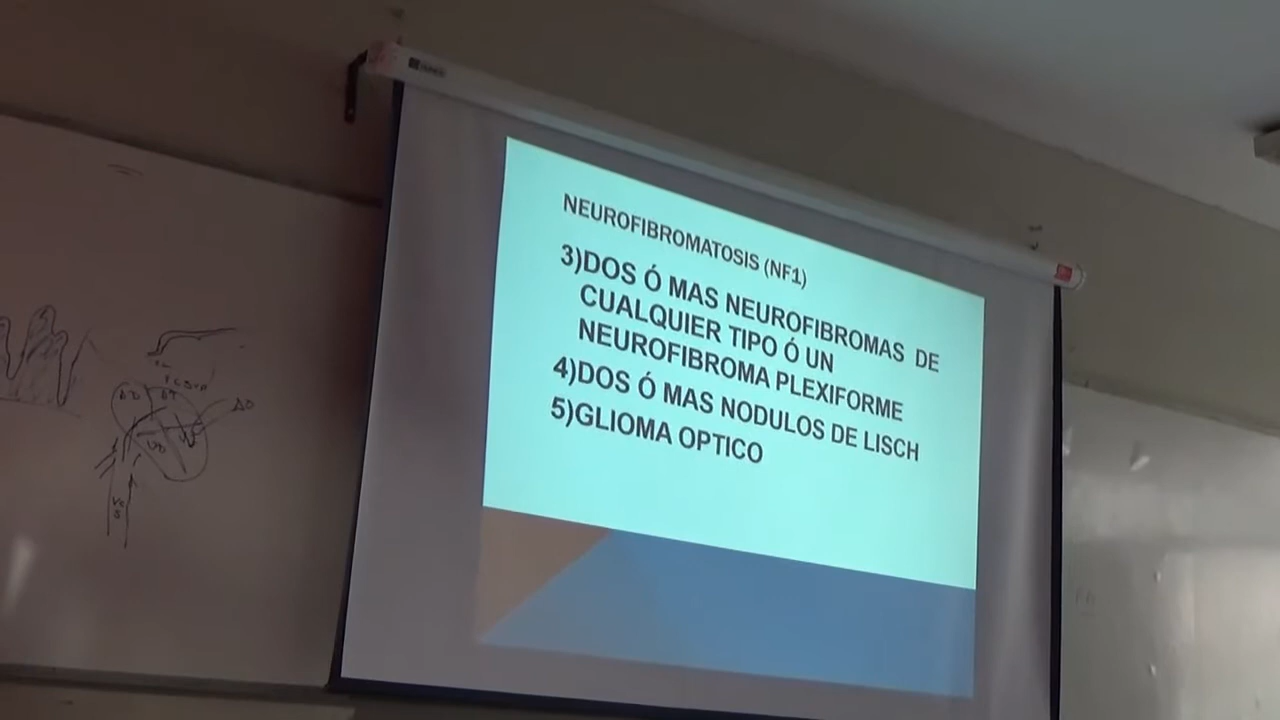 NEUROFIBROMATOSIS (NF1)
3)DOS Ó MAS NEUROFIBROMAS DE
CUALQUIER TIPO Ó UN
NEUROFIBROMA PLEXIFORME
4)DOS Ó MAS NODULOS DE LISCH
5)GLIOMA OPTICO